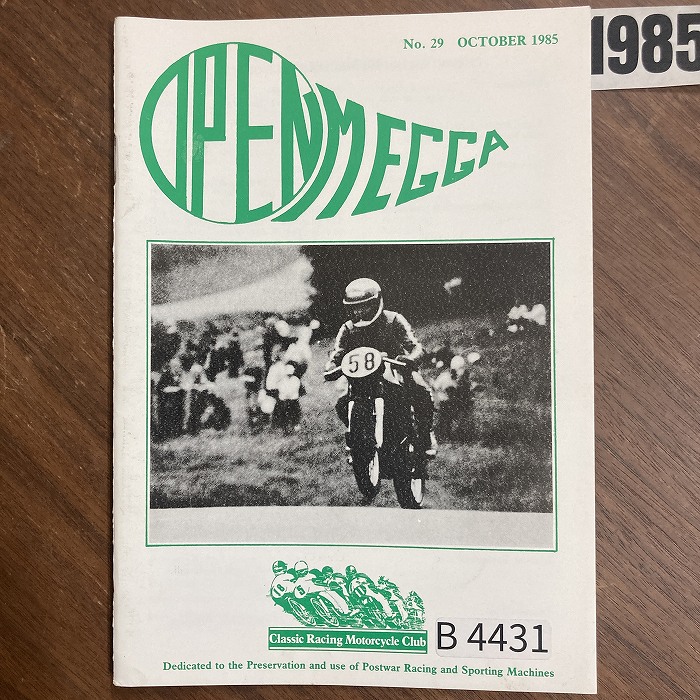 No. 29 OCTOBER 1985
1985
OPENMEGGA
58
Classic Racing Motorcycle Club
B 4431
Dedicated to the Preservation and use of Postwar Racing and Sporting Machines